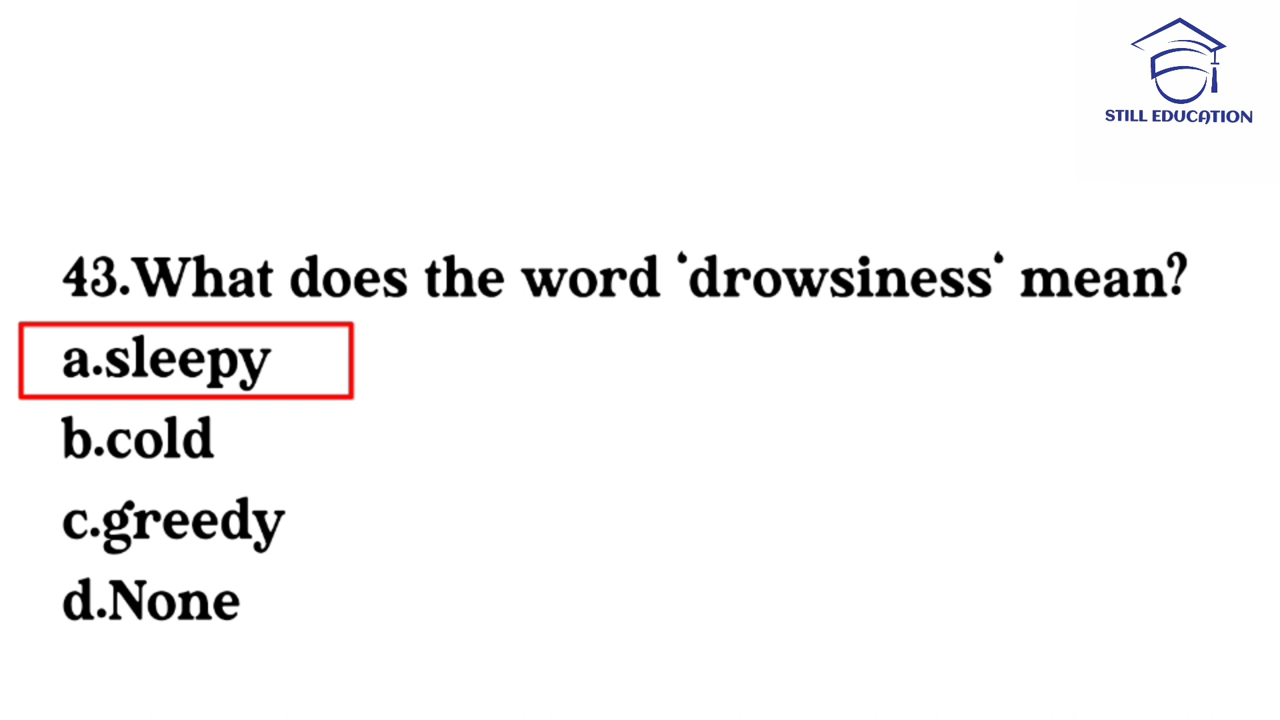 STILL EDUCATION
43.What does the word ‘drowsiness‘ mean?
a.sleepy
b.cold
c.greedy
d.None